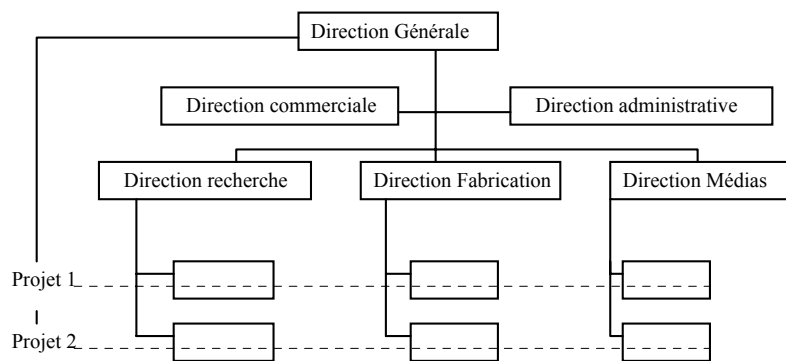 Direction Générale
Direction commerciale
Direction administrative
Direction recherche
Direction Fabrication
Direction Médias
Projet 1
Projet 2